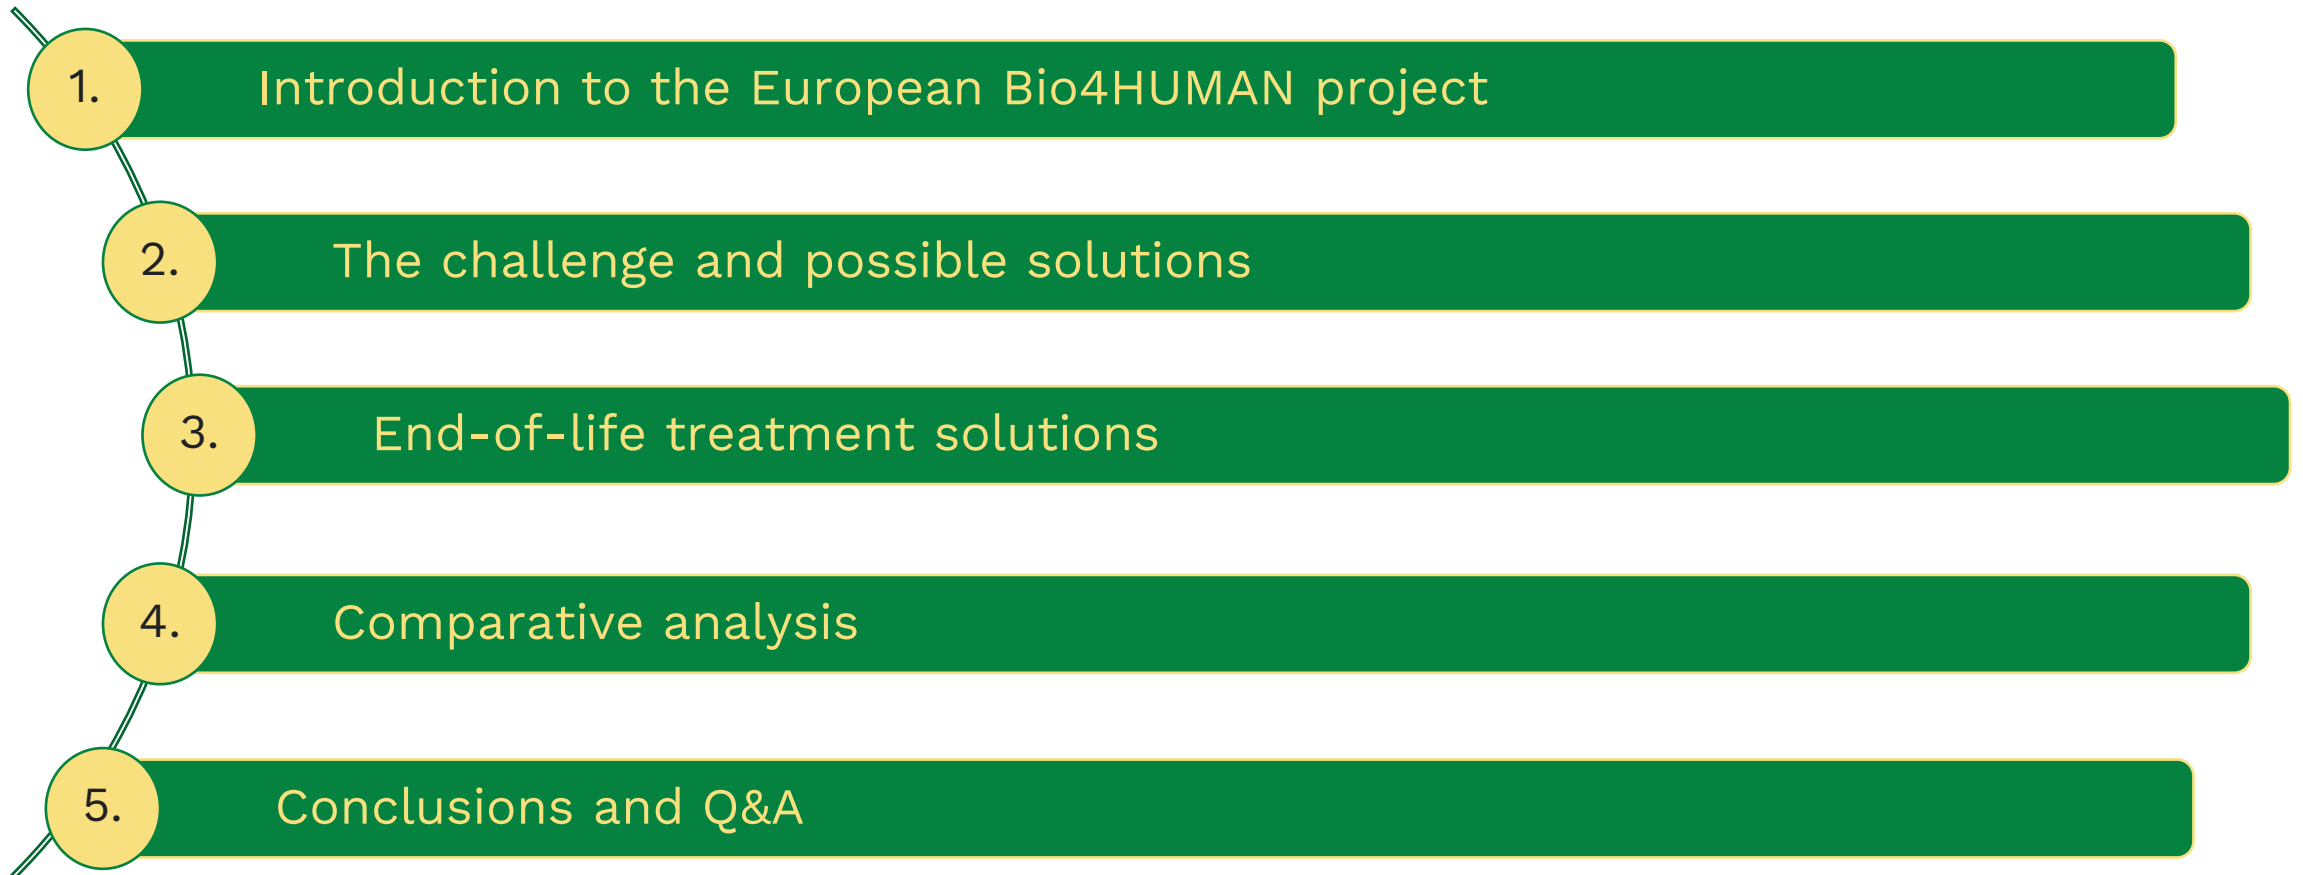 1. Introduction to the European Bio4HUMAN project
2. The challenge and possible solutions
3. End-of-life treatment solutions
4. Comparative analysis
5. Conclusions and Q&A